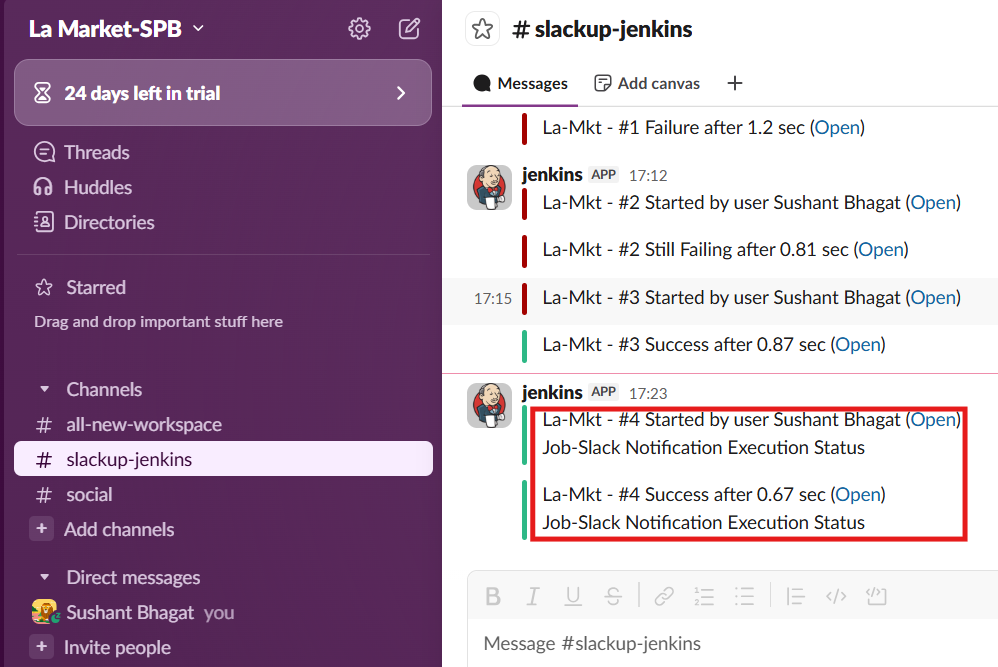 La Market-SPB
24 days left in trial
Threads
Huddles
Directories
Starred
Drag and drop important stuff here
Channels
# all-new-workspace
# slackup-jenkins
# social
+ Add channels
Direct messages
Sushant Bhagat you
+ Invite people
# slackup-jenkins
Messages Add canvas +
La-Mkt - #1 Failure after 1.2 sec (Open)
jenkins APP 17:12
La-Mkt - #2 Started by user Sushant Bhagat (Open)
La-Mkt - #2 Still Failing after 0.81 sec (Open)
17:15 La-Mkt - #3 Started by user Sushant Bhagat (Open)
La-Mkt - #3 Success after 0.87 sec (Open)
jenkins APP 17:23
La-Mkt - #4 Started by user Sushant Bhagat (Open)
Job-Slack Notification Execution Status
La-Mkt - #4 Success after 0.67 sec (Open)
Job-Slack Notification Execution Status
B I U S
Message #slackup-jenkins